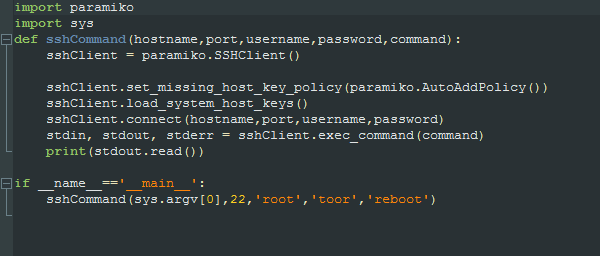 import paramiko
import sys
def sshCommand(hostname,port,username,password,command):
    sshClient = paramiko.SSHClient()

    sshClient.set_missing_host_key_policy(paramiko.AutoAddPolicy())
    sshClient.load_system_host_keys()
    sshClient.connect(hostname,port,username,password)
    stdin, stdout, stderr = sshClient.exec_command(command)
    print(stdout.read())

if __name__=='__main__':
    sshCommand(sys.argv[0],22,'root','toor','reboot')